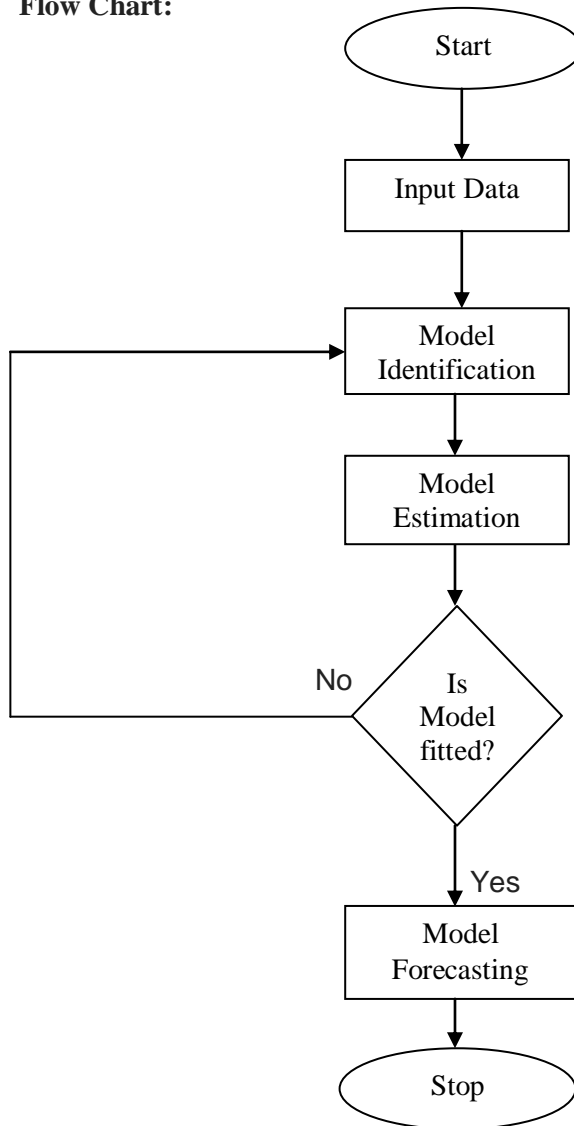 Flow Chart:
Start
Input Data
Model
Identification
Model
Estimation
Is
Model
fitted?
No
Yes
Model
Forecasting
Stop